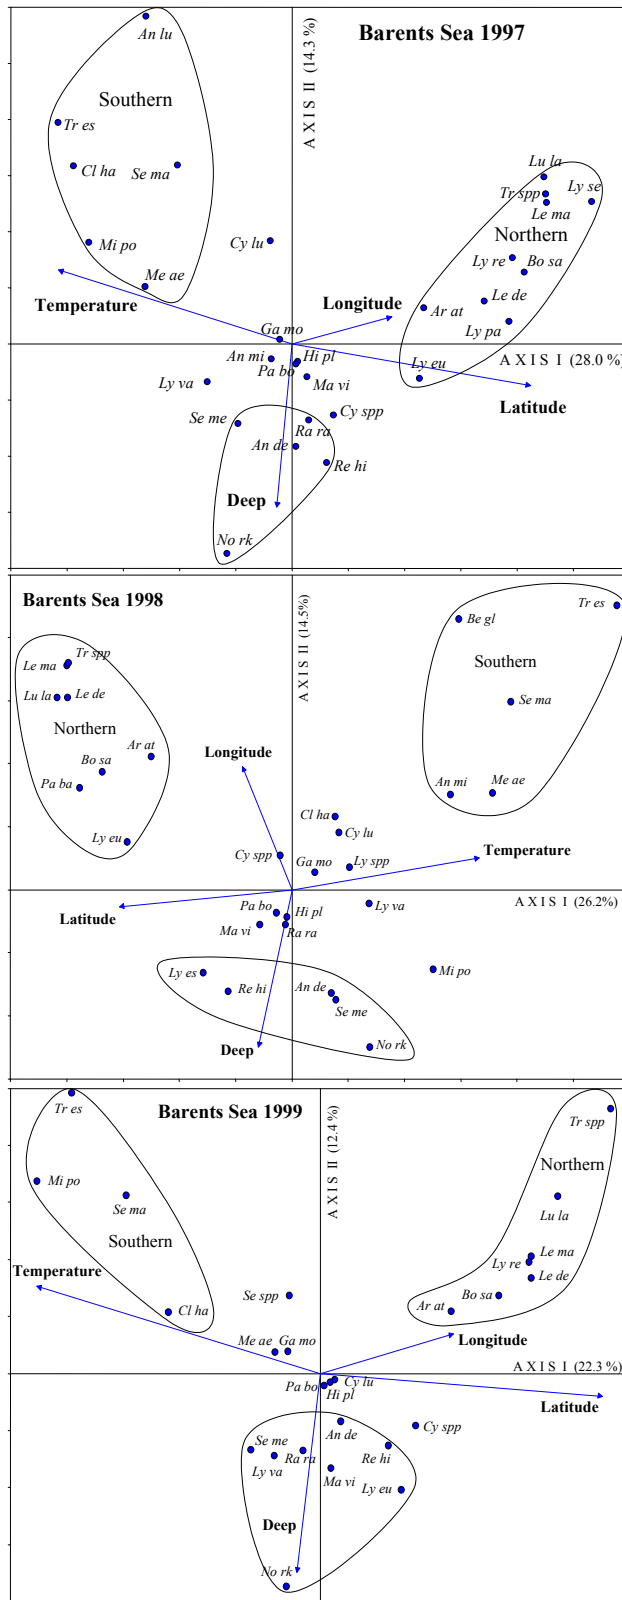 Barents Sea 1997
AXIS II (14.3 %)
An lu
Southern
Tr es
Cl ha
Se ma
Mi po
Cy lu
Me ae
Temperature
Lu la
Tr spp
Ly se
Le ma
Northern
Ly re
Bo sa
Longitude
Le de
Ar at
Ly pa
Ga mo
AXIS I (28.0 %)
An mi
Hi pl
Pa bo
Ly eu
Ly va
Ma vi
Latitude
Se me
Cy spp
Ra ra
An de
Re hi
Deep
No rk
Barents Sea 1998
AXIS II (14.5%)
Tr es
Be gl
Le ma
Tr spp
Southern
Lu la
Le de
Se ma
Northern
Ar at
Longitude
Bo sa
Pa ba
An mi
Me ae
Cl ha
Ly eu
Cy lu
Temperature
Cy spp
Ga mo
Ly spp
AXIS I (26.2%)
Latitude
Pa bo
Hi pl
Ly va
Ma vi
Ra ra
Ly es
Mi po
Re hi
An de
Se me
Deep
No rk
Barents Sea 1999
AXIS II (12.4 %)
Tr es
Tr spp
Northern
Mi po
Se ma
Lu la
Southern
Le ma
Ly re
Temperature
Le de
Se spp
Bo sa
Cl ha
Ar at
Me ae
Ga mo
Longitude
AXIS I (22.3 %)
Pa bo
Cy lu
Hi pl
Latitude
Cy spp
An de
Se me
Ra ra
Re hi
Ly va
Ma vi
Ly eu
Deep
No rk